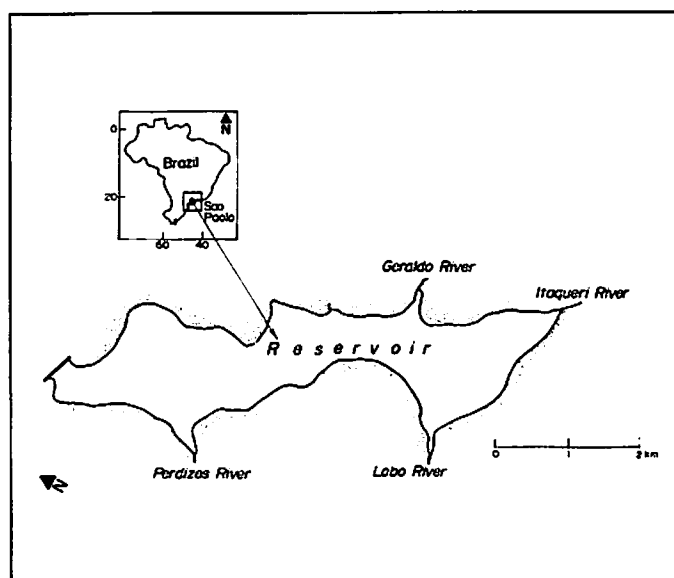 N
0
Brazil
20
Sao
Paolo
60 40
Geraldo River
Itaqueri River
Reservoir
Perdizes River
Lobo River
0 1 2 km
N